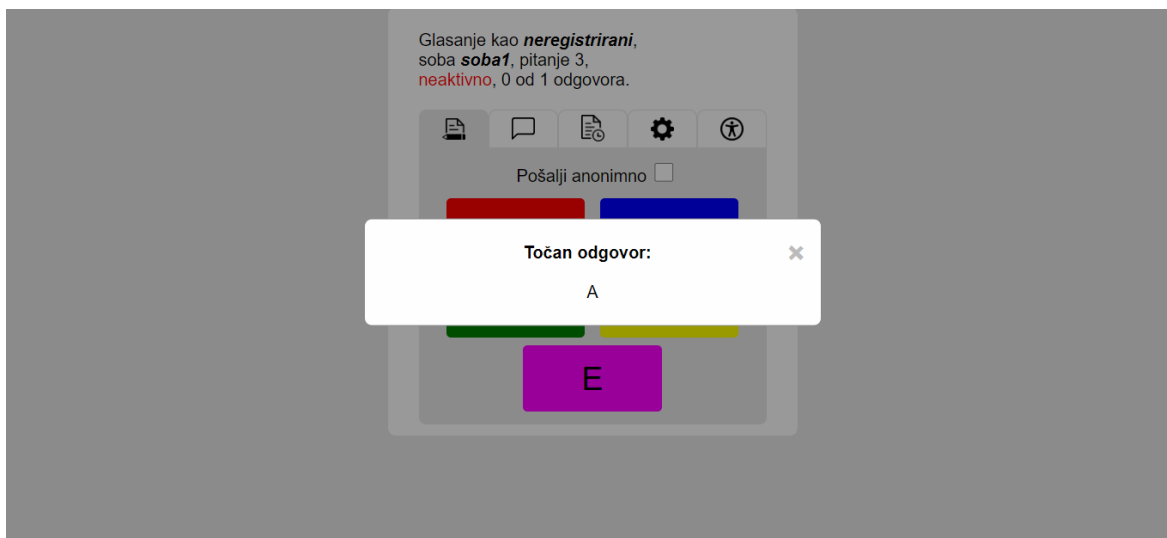 Glasanje kao neregistrirani,
soba soba1, pitanje 3,
neaktivno, 0 od 1 odgovora.
Pošalji anonimno
Točan odgovor:
A
E